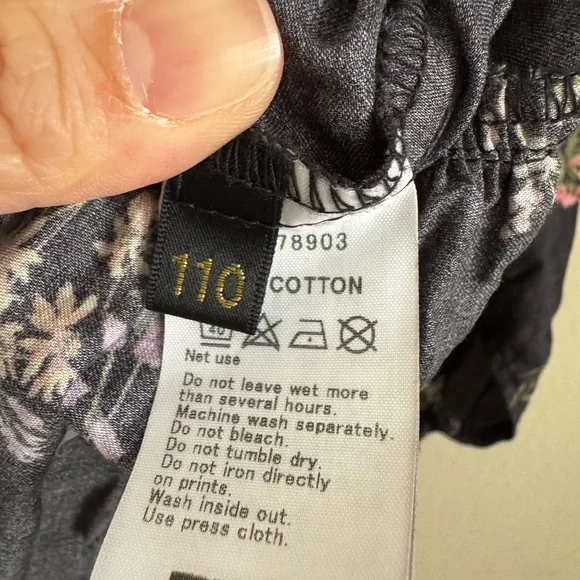 78903
110
COTTON
40
Net use
Do not leave wet more
than several hours.
Machine wash separately.
Do not bleach.
Do not tumble dry.
Do not iron directly
on prints.
Wash inside out.
Use press cloth.